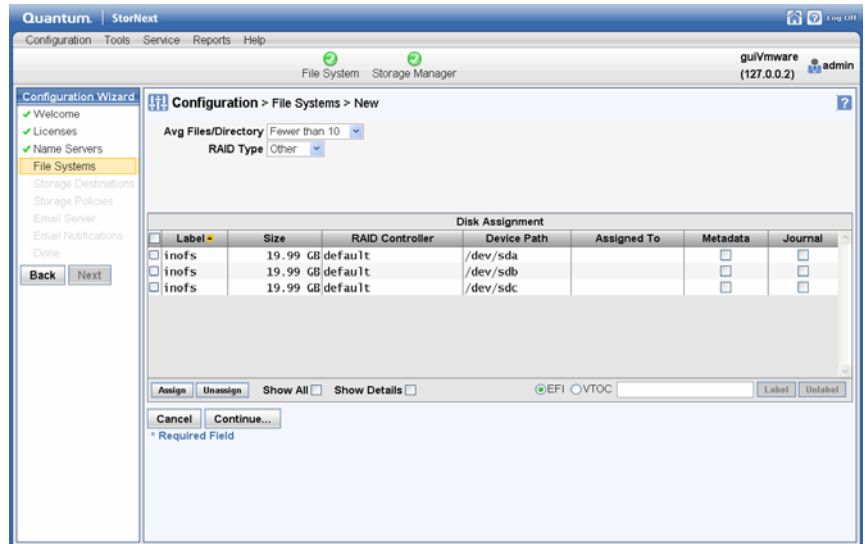 Quantum. StorNext
Log Off
Configuration Tools Service Reports Help
File System Storage Manager
guiVmware
(127.0.0.2)
admin
Configuration Wizard
Welcome
Licenses
Name Servers
File Systems
Storage Destinations
Storage Policies
Email Server
Email Notifications
Done
Back Next
Configuration > File Systems > New
?
Avg Files/Directory Fewer than 10
RAID Type Other
Disk Assignment
Label Size RAID Controller Device Path Assigned To Metadata Journal
inofs 19.99 GB default /dev/sda
inofs 19.99 GB default /dev/sdb
inofs 19.99 GB default /dev/sdc
Assign Unassign Show All Show Details EFI VTOC Label Unlabel
Cancel Continue...
* Required Field